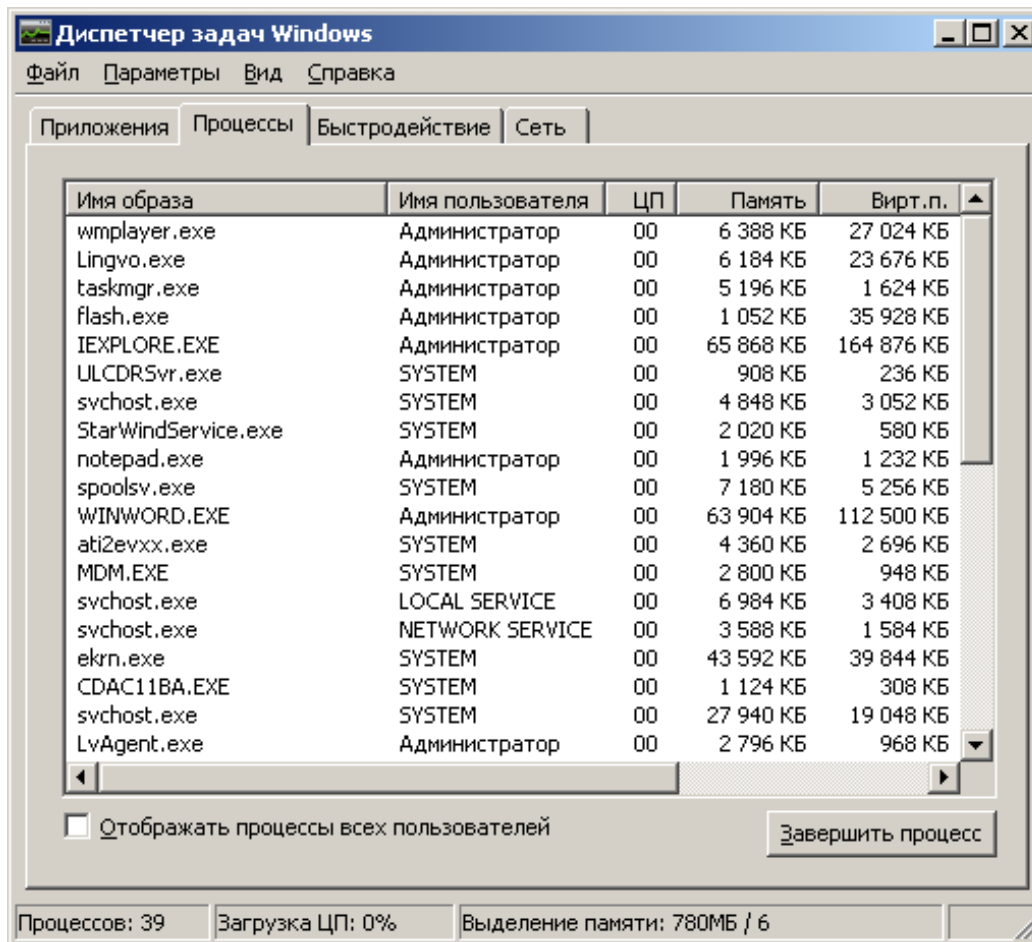 Диспетчер задач Windows
Файл Параметры Вид Справка
Приложения Процессы Быстродействие Сеть
Имя образа Имя пользователя ЦП Память Вирт.п.
wmplayer.exe Администратор 00 6 388 КБ 27 024 КБ
Lingvo.exe Администратор 00 6 184 КБ 23 676 КБ
taskmgr.exe Администратор 00 5 196 КБ 1 624 КБ
flash.exe Администратор 00 1 052 КБ 35 928 КБ
IEXPLORE.EXE Администратор 00 65 868 КБ 164 876 КБ
ULCDRSvr.exe SYSTEM 00 908 КБ 236 КБ
svchost.exe SYSTEM 00 4 848 КБ 3 052 КБ
StarWindService.exe SYSTEM 00 2 020 КБ 580 КБ
notepad.exe Администратор 00 1 996 КБ 1 232 КБ
spoolsv.exe SYSTEM 00 7 180 КБ 5 256 КБ
WINWORD.EXE Администратор 00 63 904 КБ 112 500 КБ
ati2evxx.exe SYSTEM 00 4 360 КБ 2 696 КБ
MDM.EXE SYSTEM 00 2 800 КБ 948 КБ
svchost.exe LOCAL SERVICE 00 6 984 КБ 3 408 КБ
svchost.exe NETWORK SERVICE 00 3 588 КБ 1 584 КБ
ekrn.exe SYSTEM 00 43 592 КБ 39 844 КБ
CDAC11BA.EXE SYSTEM 00 1 124 КБ 308 КБ
svchost.exe SYSTEM 00 27 940 КБ 19 048 КБ
LvAgent.exe Администратор 00 2 796 КБ 968 КБ
Отображать процессы всех пользователей Завершить процесс
Процессов: 39 Загрузка ЦП: 0% Выделение памяти: 780МБ / 6